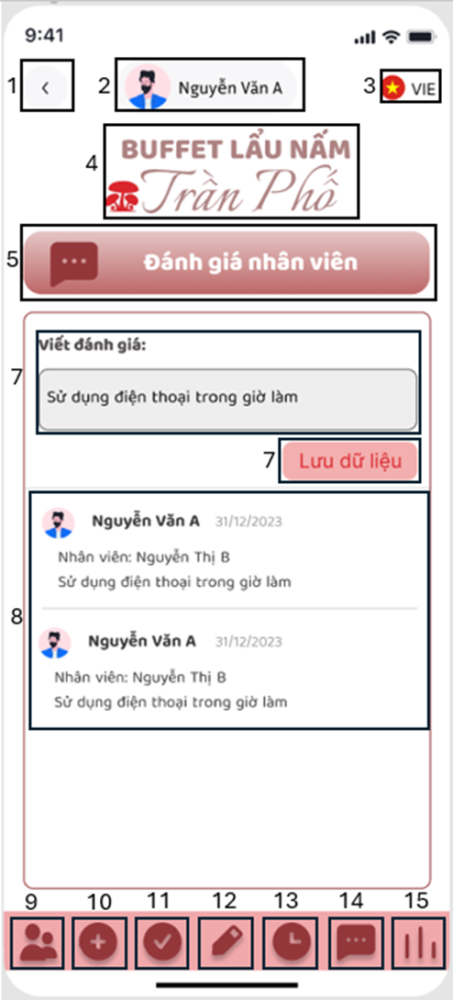 9:41
1
2 Nguyễn Văn A
3 VIE
4 BUFFET LẨU NẤM
Trần Phố
5 Đánh giá nhân viên
Viết đánh giá:
7 Sử dụng điện thoại trong giờ làm
7 Lưu dữ liệu
Nguyễn Văn A 31/12/2023
Nhân viên: Nguyễn Thị B
Sử dụng điện thoại trong giờ làm
8
Nguyễn Văn A 31/12/2023
Nhân viên: Nguyễn Thị B
Sử dụng điện thoại trong giờ làm
9 10 11 12 13 14 15